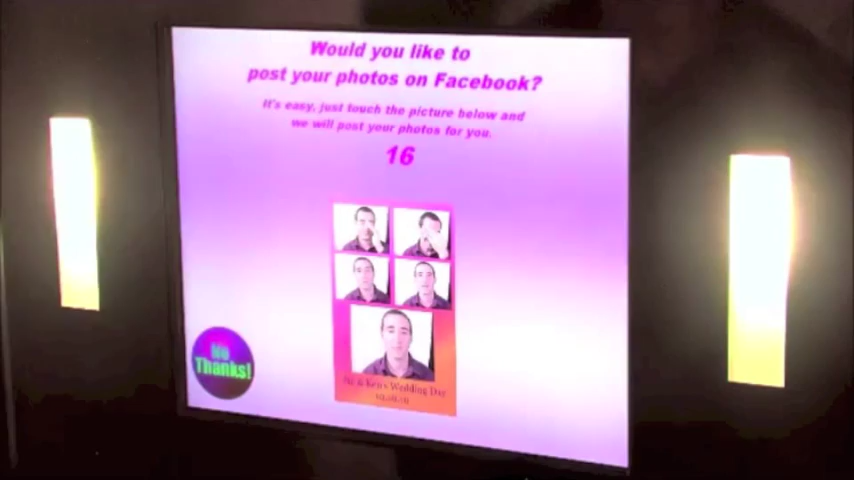 Would you like to
post your photos on Facebook?
It's easy, just touch the picture below and
we will post your photos for you.
16
No
Thanks!
& Ken's Wedding Day